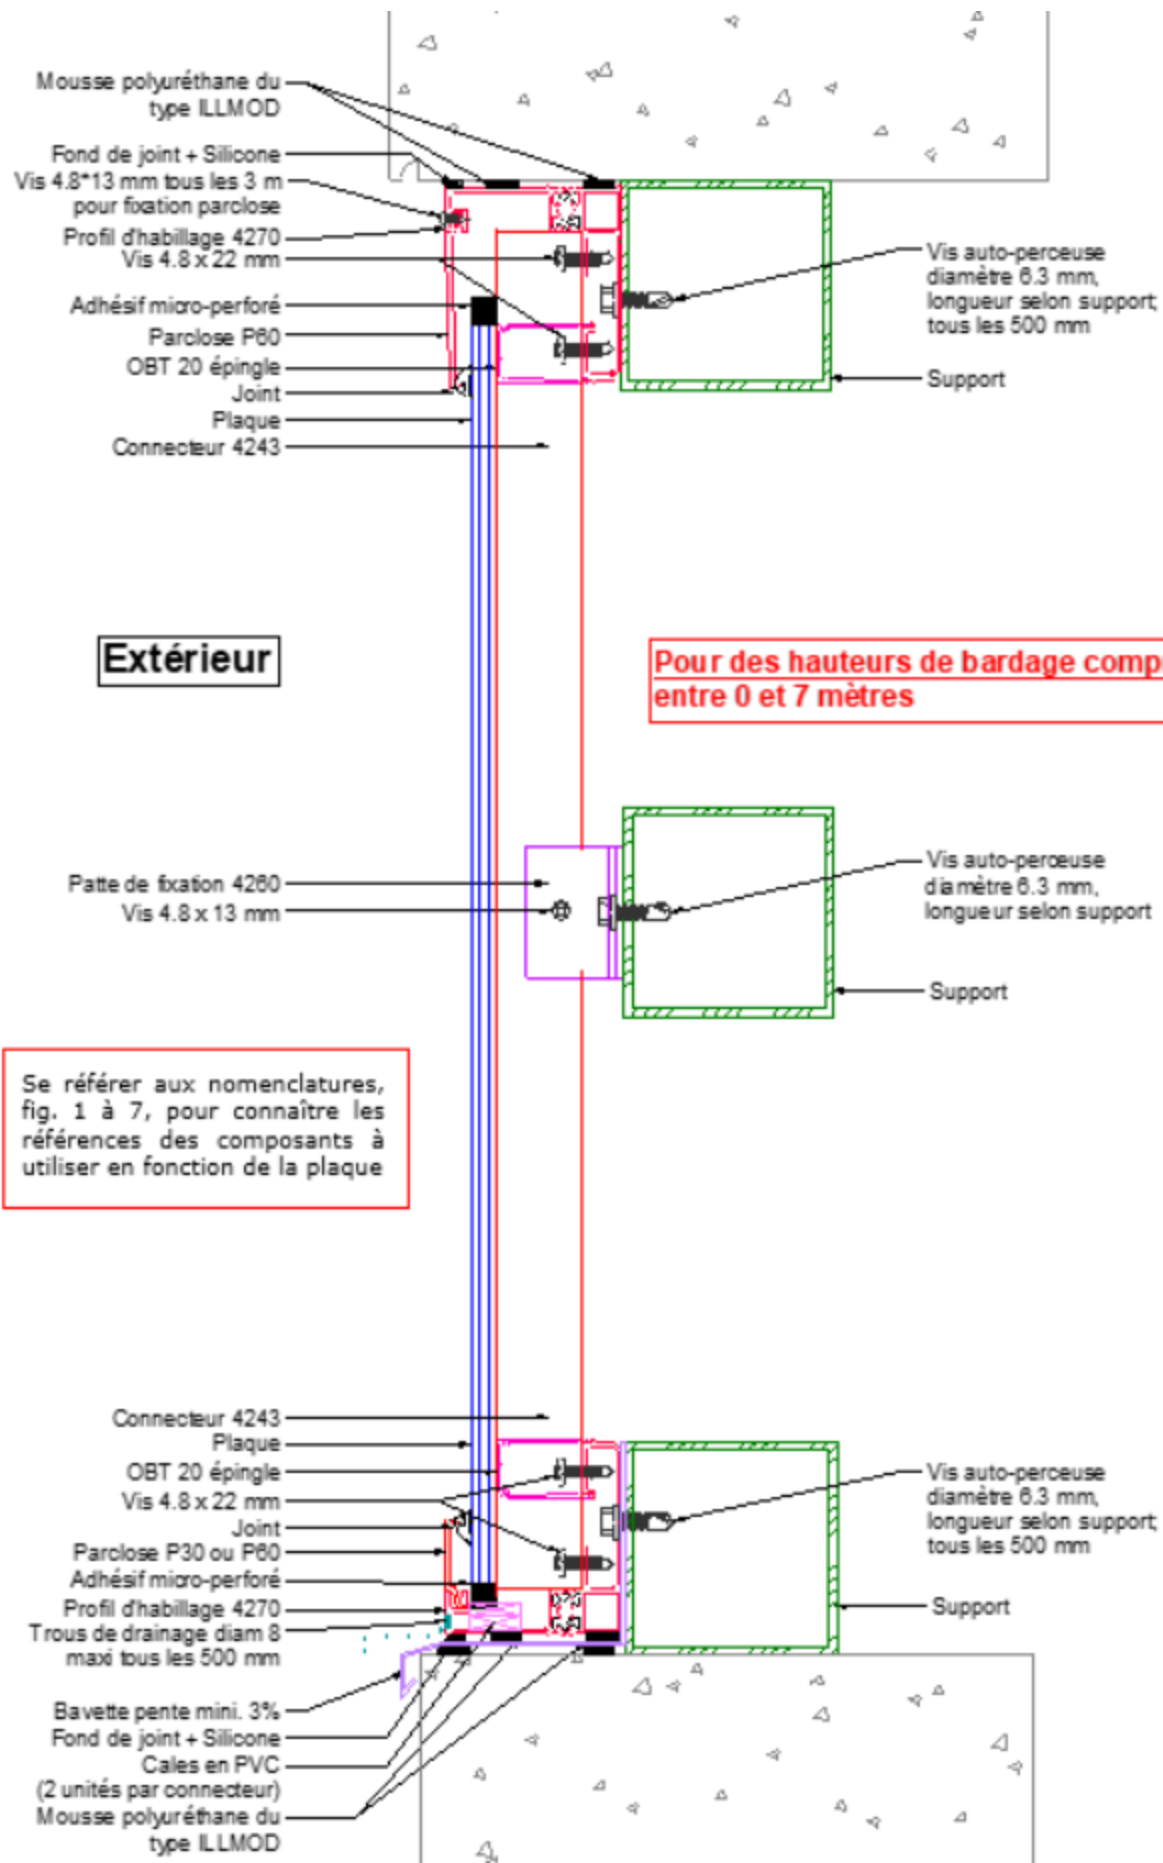 Mousse polyuréthane du
type ILLMOD
Fond de joint + Silicone
Vis 4.8*13 mm tous les 3 m
pour fixation parclose
Profil d'habillage 4270
Vis 4.8 x 22 mm
Adhésif micro-perforé
Parclose P60
OBT 20 épingle
Joint
Plaque
Connecteur 4243
Vis auto-perceuse
diamètre 6.3 mm,
longueur selon support,
tous les 500 mm
Support
Extérieur
Pour des hauteurs de bardage comp
entre 0 et 7 mètres
Patte de fixation 4260
Vis 4.8 x 13 mm
Vis auto-perceuse
diamètre 6.3 mm,
longueur selon support
Support
Se référer aux nomenclatures,
fig. 1 à 7, pour connaître les
références des composants à
utiliser en fonction de la plaque
Connecteur 4243
Plaque
OBT 20 épingle
Vis 4.8 x 22 mm
Joint
Parclose P30 ou P60
Adhésif micro-perforé
Profil d'habillage 4270
Trous de drainage diam 8
maxi tous les 500 mm
Bavette pente mini. 3%
Fond de joint + Silicone
Cales en PVC
(2 unités par connecteur)
Mousse polyuréthane du
type ILLMOD
Vis auto-perceuse
diamètre 6.3 mm,
longueur selon support,
tous les 500 mm
Support